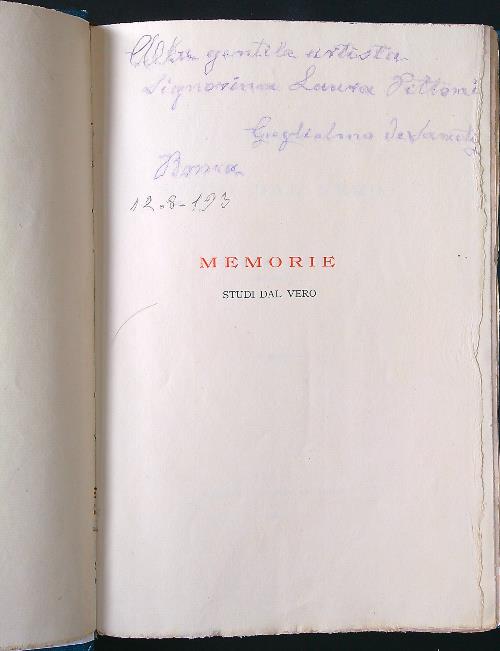 Alla gentile artista
Signorina Laura Pittoni
Guglielmo De Sanctis
Roma
12-8-193
MEMORIE
STUDI DAL VERO